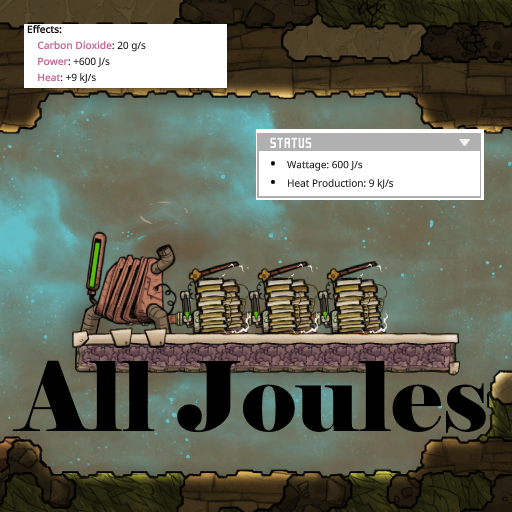 Effects:
Carbon Dioxide: 20 g/s
Power: +600 J/s
Heat: +9 kJ/s
STATUS
• Wattage: 600 J/s
• Heat Production: 9 kJ/s
All Joules